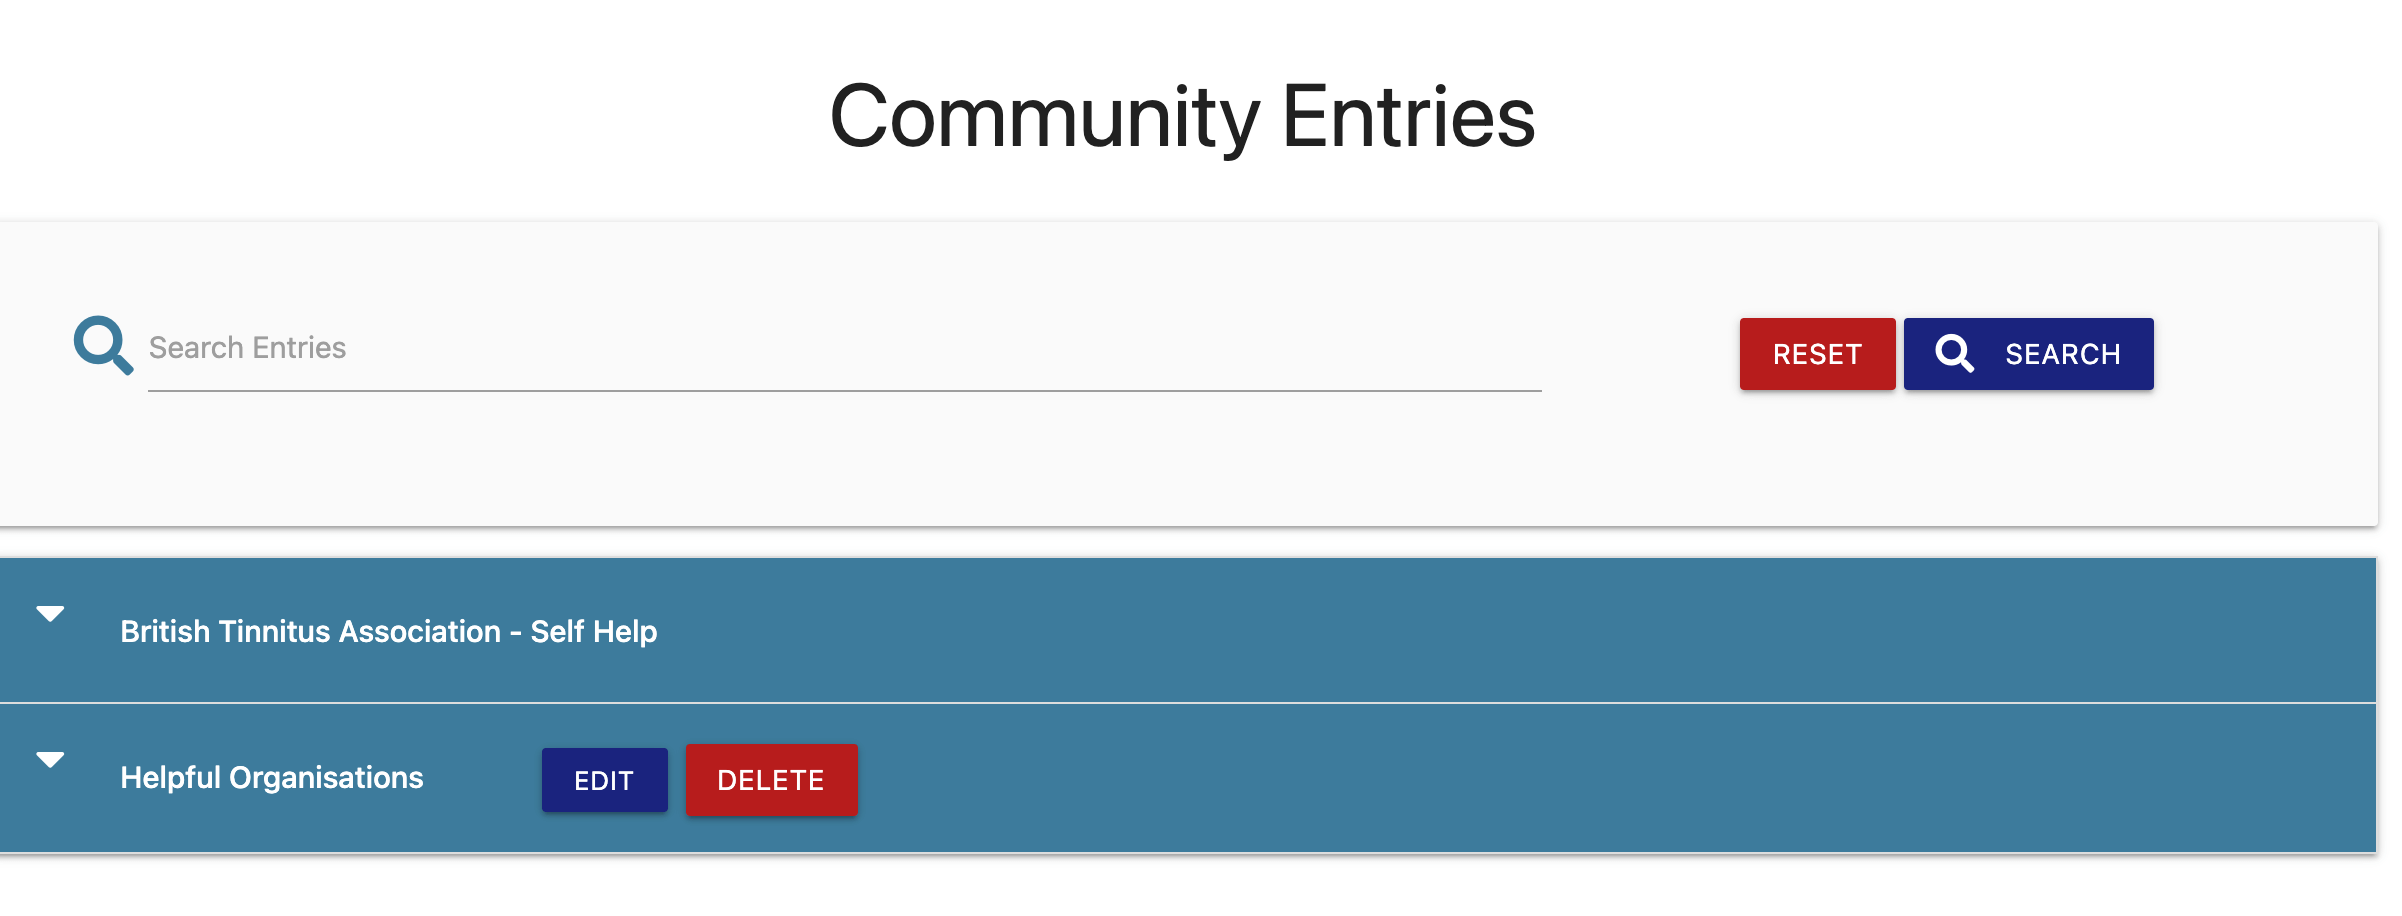 Community Entries
Search Entries
RESET
SEARCH
British Tinnitus Association - Self Help
Helpful Organisations
EDIT
DELETE